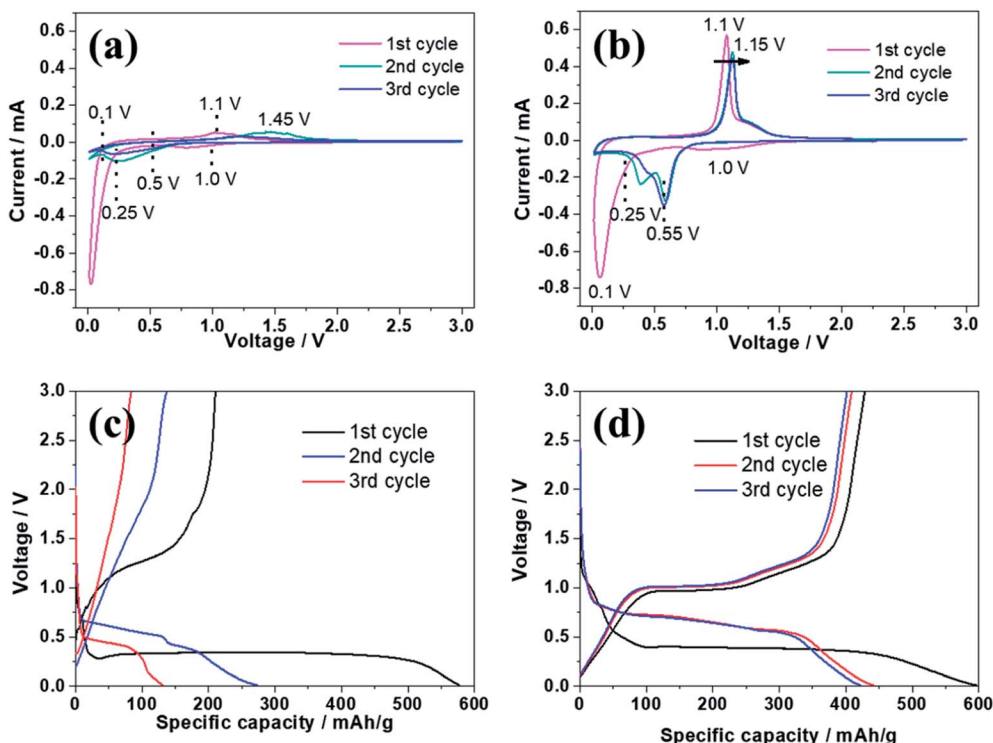 (a)
1st cycle
2nd cycle
3rd cycle
0.1 V
1.1 V
1.45 V
0.5 V
1.0 V
0.25 V
0.6
0.4
0.2
0.0
-0.2
-0.4
-0.6
-0.8
Current / mA
0.0 0.5 1.0 1.5 2.0 2.5 3.0
Voltage / V
(b)
1.1 V
1.15 V
1st cycle
2nd cycle
3rd cycle
1.0 V
0.25 V
0.55 V
0.1 V
0.6
0.4
0.2
0.0
-0.2
-0.4
-0.6
-0.8
Current / mA
0.0 0.5 1.0 1.5 2.0 2.5 3.0
Voltage / V
(c)
1st cycle
2nd cycle
3rd cycle
3.0
2.5
2.0
1.5
1.0
0.5
0.0
Voltage / V
0 100 200 300 400 500 600
Specific capacity / mAh/g
(d)
1st cycle
2nd cycle
3rd cycle
3.0
2.5
2.0
1.5
1.0
0.5
0.0
Voltage / V
0 100 200 300 400 500 600
Specific capacity / mAh/g